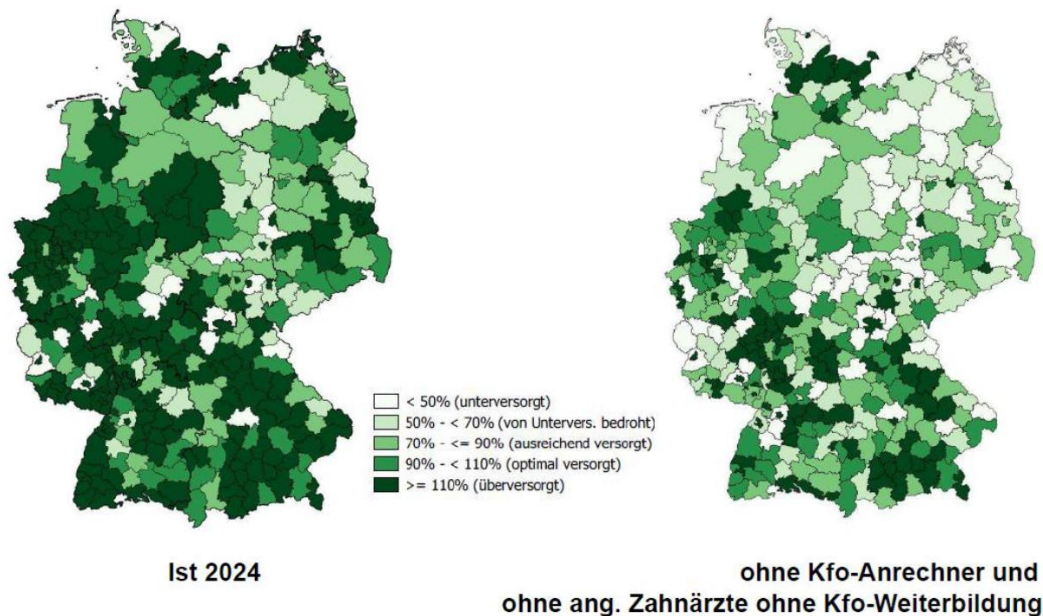 < 50% (unterversorgt)
50% - < 70% (von Untervers. bedroht)
70% - <= 90% (ausreichend versorgt)
90% - < 110% (optimal versorgt)
>= 110% (überversorgt)
Ist 2024
ohne Kfo-Anrechner und
ohne ang. Zahnärzte ohne Kfo-Weiterbildung